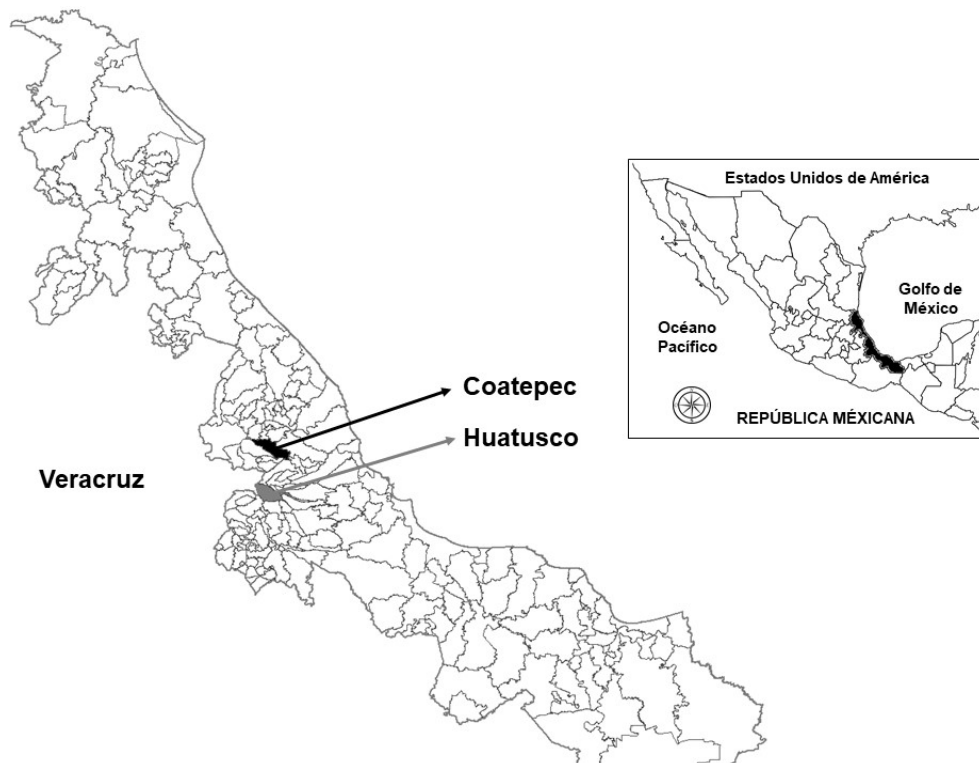 Estados Unidos de América
Golfo de
México
Océano
Pacífico
REPÚBLICA MÉXICANA
Coatepec
Huatusco
Veracruz